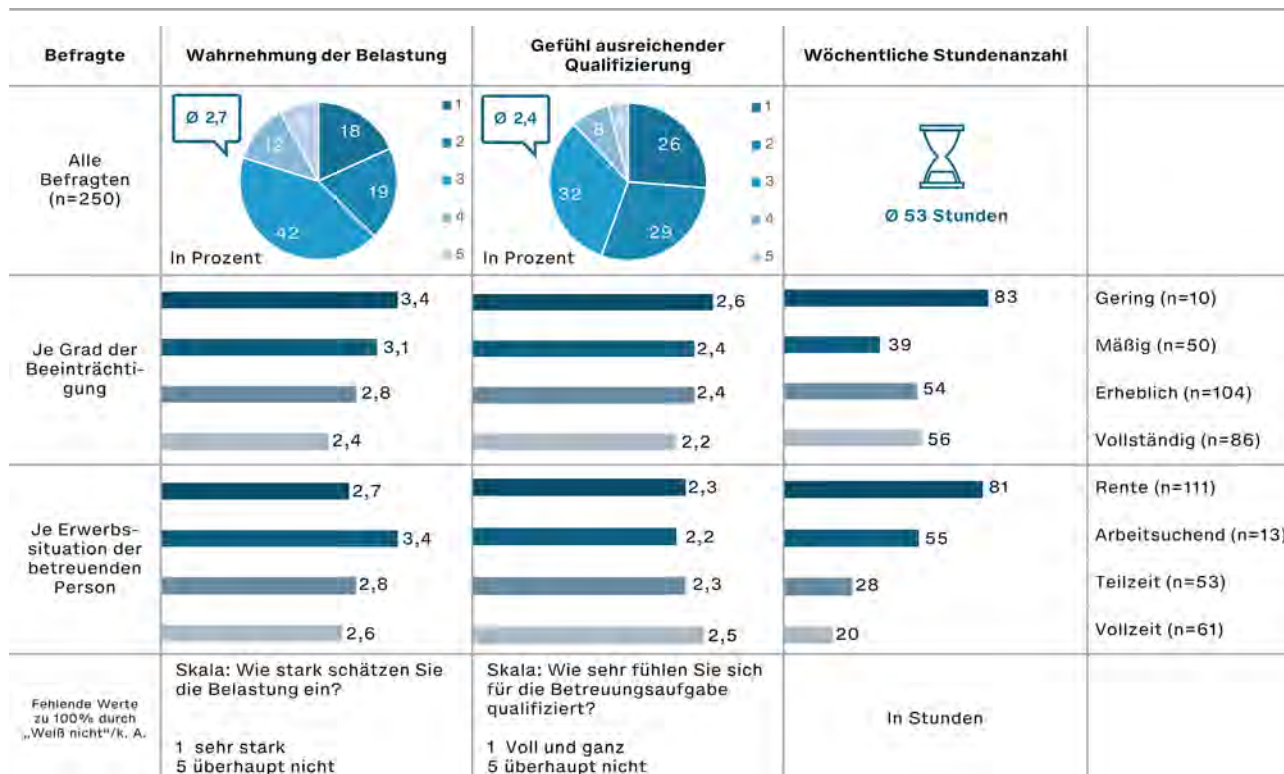 Befragte
Wahrnehmung der Belastung
Gefühl ausreichender
Qualifizierung
Wöchentliche Stundenanzahl
Alle
Befragten
(n=250)
Ø 2,7
18
19
42
12
1
2
3
4
5
In Prozent
Ø 2,4
26
29
32
8
1
2
3
4
5
In Prozent
Ø 53 Stunden
Je Grad der
Beeinträchti-
gung
3,4
3,1
2,8
2,4
2,6
2,4
2,4
2,2
83
39
54
56
Gering (n=10)
Mäßig (n=50)
Erheblich (n=104)
Vollständig (n=86)
Je Erwerbs-
situation der
betreuenden
Person
2,7
3,4
2,8
2,6
2,3
2,2
2,3
2,5
81
55
28
20
Rente (n=111)
Arbeitsuchend (n=13)
Teilzeit (n=53)
Vollzeit (n=61)
Fehlende Werte
zu 100% durch
„Weiß nicht"/k. A.
Skala: Wie stark schätzen Sie
die Belastung ein?
1 sehr stark
5 überhaupt nicht
Skala: Wie sehr fühlen Sie sich
für die Betreuungsaufgabe
qualifiziert?
1 Voll und ganz
5 überhaupt nicht
In Stunden